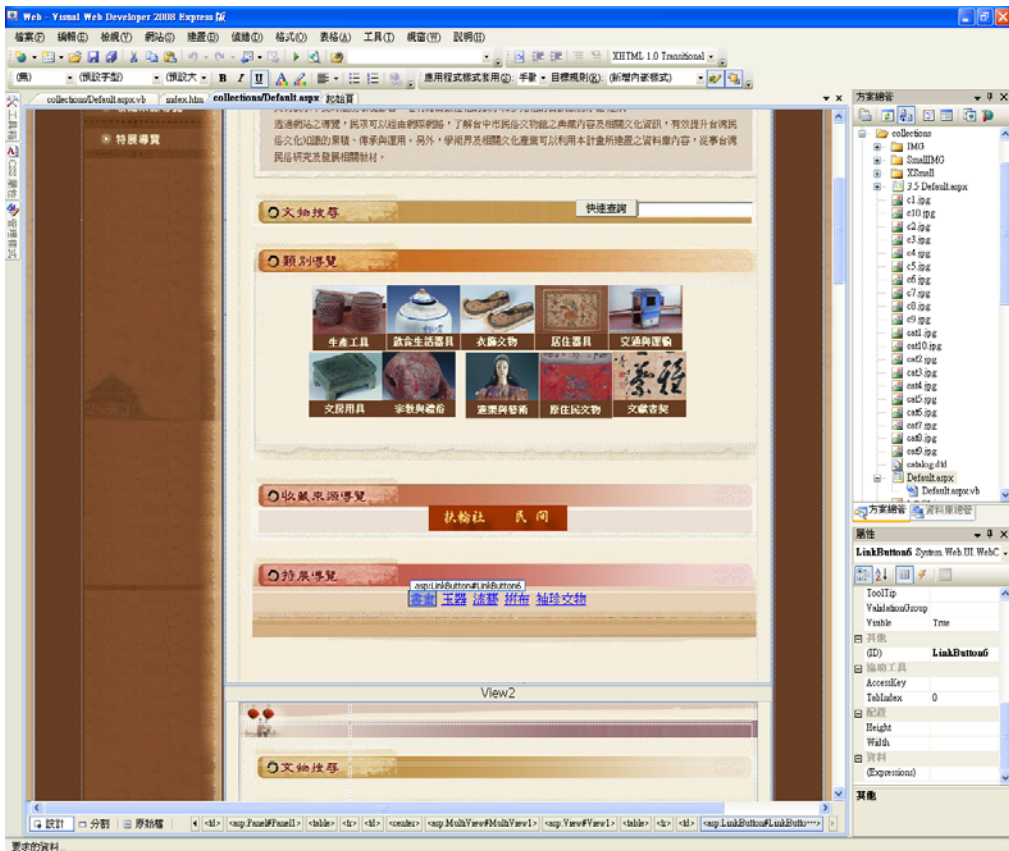 Web - Visual Web Developer 2008 Express 版
檔案(F) 編輯(E) 檢視(V) 網站(S) 建置(B) 偵錯(D) 格式(O) 表格(A) 工具(T) 視窗(W) 說明(H)
XHTML 1.0 Transitional
(無) (預設字型) (預設大 B I U 應用程式樣式套用(Z): 手動 目標規則(R): (新增內嵌樣式)
collections/Default.aspx.vb index.htm collections/Default.aspx 起始頁
工具箱
CSS 屬性
管理樣式
特展導覽
透過網站之導覽，民眾可以經由網際網路，了解台中市民俗文物館之典藏內容及相關文化資訊，有效提升台灣民
俗文化知識的累積、傳承與運用。另外，學術界及相關文化產業可以利用本計畫所建置之資料庫內容，從事台灣
民俗研究及發展相關教材。
文物搜尋
快速查詢
類別導覽
生產工具 飲食生活器具 衣飾文物 居住器具 交通與運輸
文房用具 宗教與禮俗 遊樂與藝術 原住民文物 文獻書契
收藏來源導覽
扶輪社 民間
特展導覽
asp:LinkButton#LinkButton6
書畫 玉器 漆藝 拼布 袖珍文物
View2
文物搜尋
設計 分割 原始檔
<td> <asp:Panel#Panel1> <table> <tr> <td> <center> <asp:MultiView#MultiView1> <asp:View#View1> <table> <tr> <td> <asp:LinkButton#LinkButto...>
要求的資料...
方案總管
collections
IMG
SmallIMG
XSmall
3.5 Default.aspx
c1.jpg
c10.jpg
c2.jpg
c3.jpg
c4.jpg
c5.jpg
c6.jpg
c7.jpg
c8.jpg
c9.jpg
cat1.jpg
cat10.jpg
cat2.jpg
cat3.jpg
cat4.jpg
cat5.jpg
cat6.jpg
cat7.jpg
cat8.jpg
cat9.jpg
catalog.dtd
Default.aspx
Default.aspx.vb
方案總管 資料庫總管
屬性
LinkButton6 System.Web.UI.WebC
ToolTip
ValidationGroup
Visible True
其他
(ID) LinkButton6
協助工具
AccessKey
TabIndex 0
配置
Height
Width
資料
(Expressions)
其他